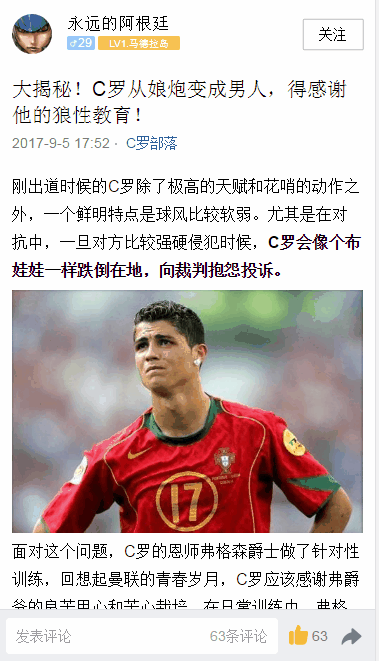 永远的阿根廷
♂29 LV1.马德拉岛
关注
大揭秘！C罗从娘炮变成男人，得感谢
他的狼性教育！
2017-9-5 17:52 · C罗部落
刚出道时候的C罗除了极高的天赋和花哨的动作之
外，一个鲜明特点是球风比较软弱。尤其是在对
抗中，一旦对方比较强硬侵犯时候，C罗会像个布
娃娃一样跌倒在地，向裁判抱怨投诉。
17
面对这个问题，C罗的恩师弗格森爵士做了针对性
训练，回想起曼联的青春岁月，C罗应该感谢弗爵
爷的良苦用心和苦心栽培。在日常训练中，弗格
发表评论 63条评论 63